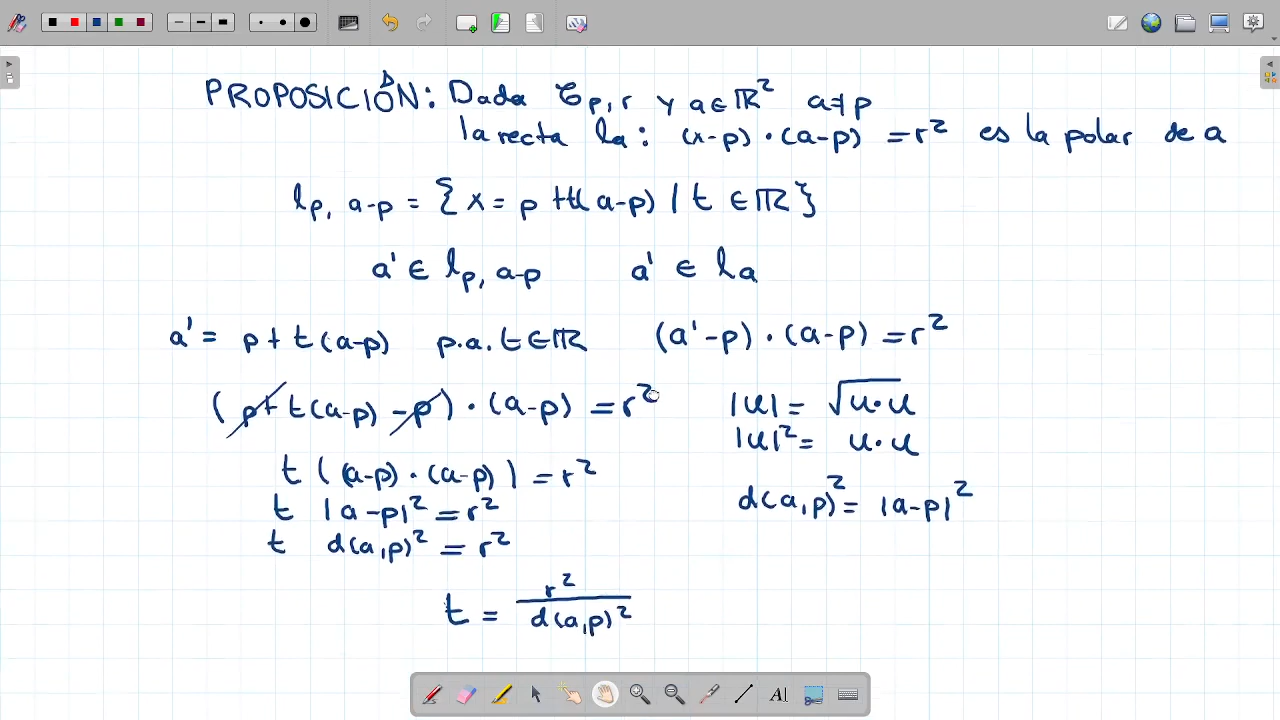 PROPOSICIÓN: Dada 𝒞p,r y a∈ℝ² a≠p
la recta ℓa: (x-p)·(a-p) = r² es la polar de a
ℓp, a-p = {x = p +t(a-p) | t ∈ ℝ}
a' ∈ ℓp, a-p a' ∈ ℓa
a' = p + t(a-p) p.a. t∈ℝ (a'-p)·(a-p) = r²
(p + t(a-p) - p)·(a-p) = r² |u| = √u·u
|u|² = u·u
t ((a-p)·(a-p)) = r² d(a,p)² = |a-p|²
t |a-p|² = r²
t d(a,p)² = r²
t = r² / d(a,p)²
AI